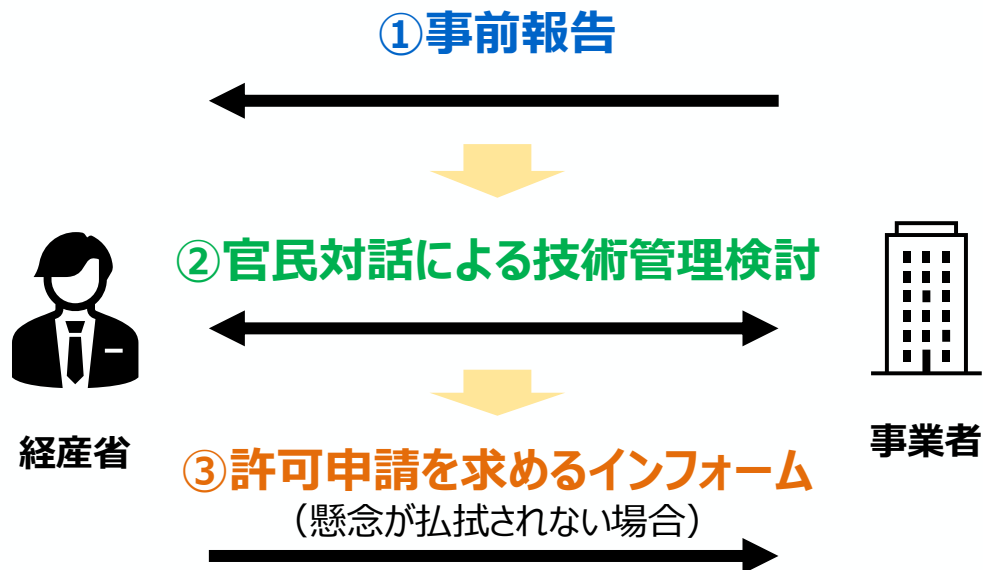 ①事前報告
②官民対話による技術管理検討
経産省
事業者
③許可申請を求めるインフォーム
（懸念が払拭されない場合）